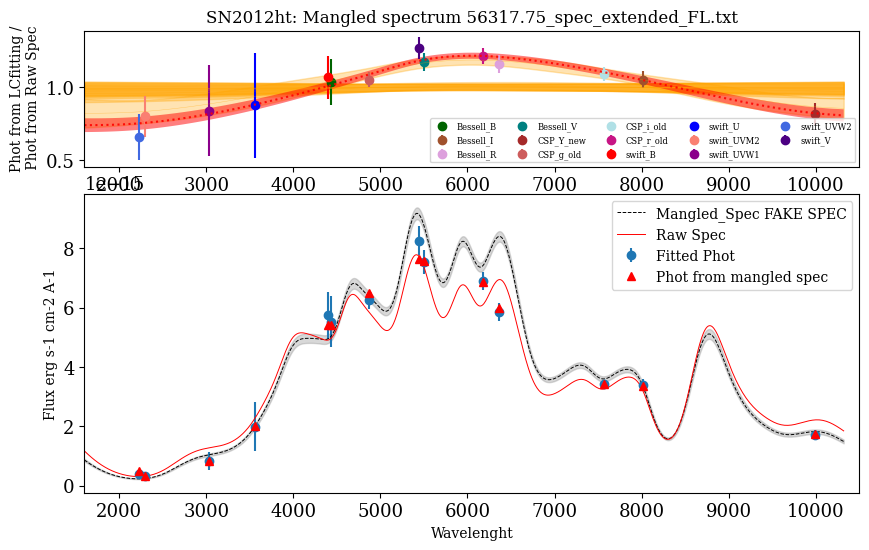 SN2012ht: Mangled spectrum 56317.75_spec_extended_FL.txt
Phot from LCfitting /
Phot from Raw Spec
1.0
0.5
Bessell_B Bessell_V CSP_i_old swift_U swift_UVW2
Bessell_I CSP_Y_new CSP_r_old swift_UVM2 swift_V
Bessell_R CSP_g_old swift_B swift_UVW1
2000 3000 4000 5000 6000 7000 8000 9000 10000
Mangled_Spec FAKE SPEC
Raw Spec
Fitted Phot
Phot from mangled spec
Flux erg s-1 cm-2 A-1
8
6
4
2
0
2000 3000 4000 5000 6000 7000 8000 9000 10000
Wavelenght